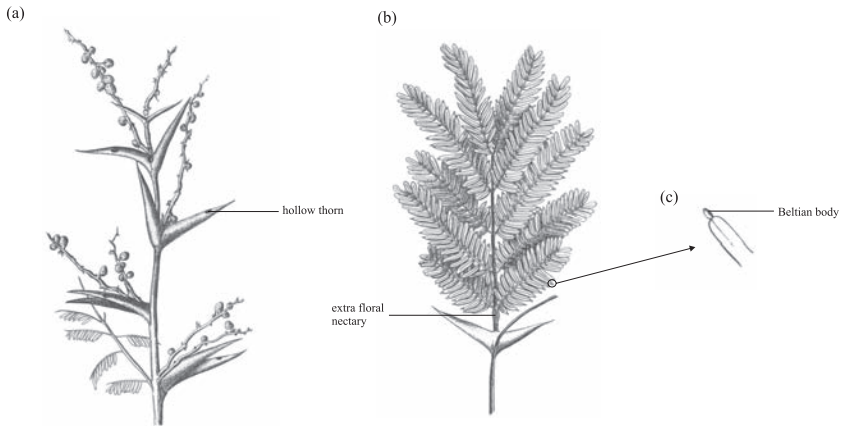 (a)
(b)
hollow thorn
(c)
Beltian body
extra floral
nectary